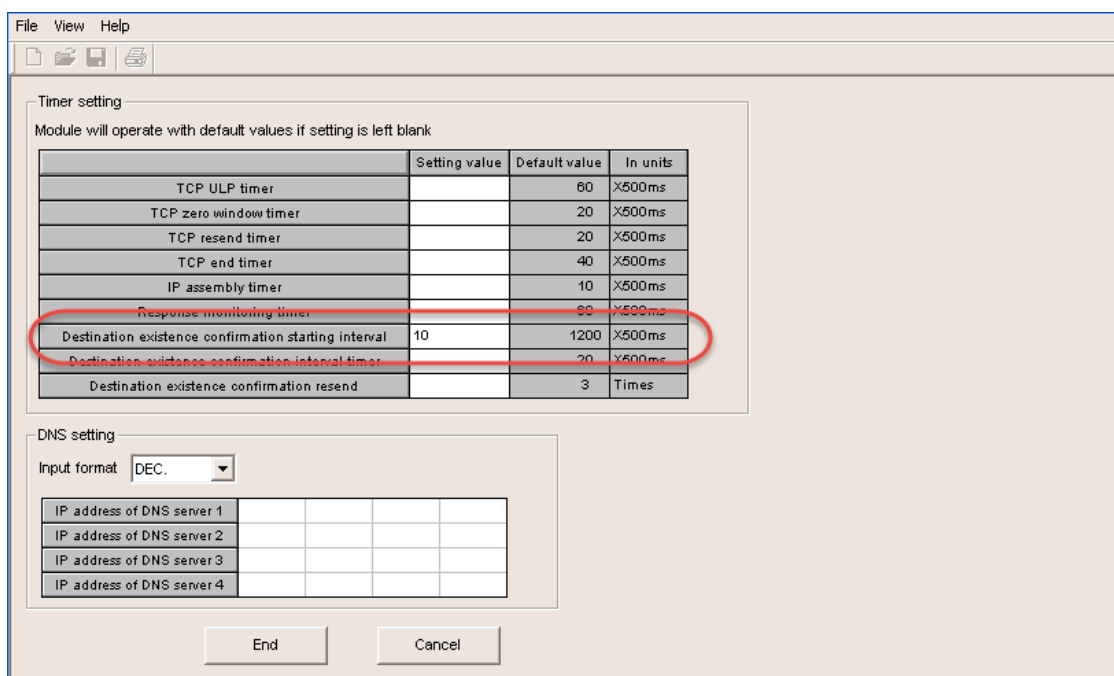 File View Help
Timer setting
Module will operate with default values if setting is left blank
Setting value Default value In units
TCP ULP timer 60 X500ms
TCP zero window timer 20 X500ms
TCP resend timer 20 X500ms
TCP end timer 40 X500ms
IP assembly timer 10 X500ms
Response monitoring timer 60 X500ms
Destination existence confirmation starting interval 10 1200 X500ms
Destination existence confirmation interval timer 20 X500ms
Destination existence confirmation resend 3 Times
DNS setting
Input format DEC.
IP address of DNS server 1
IP address of DNS server 2
IP address of DNS server 3
IP address of DNS server 4
End Cancel